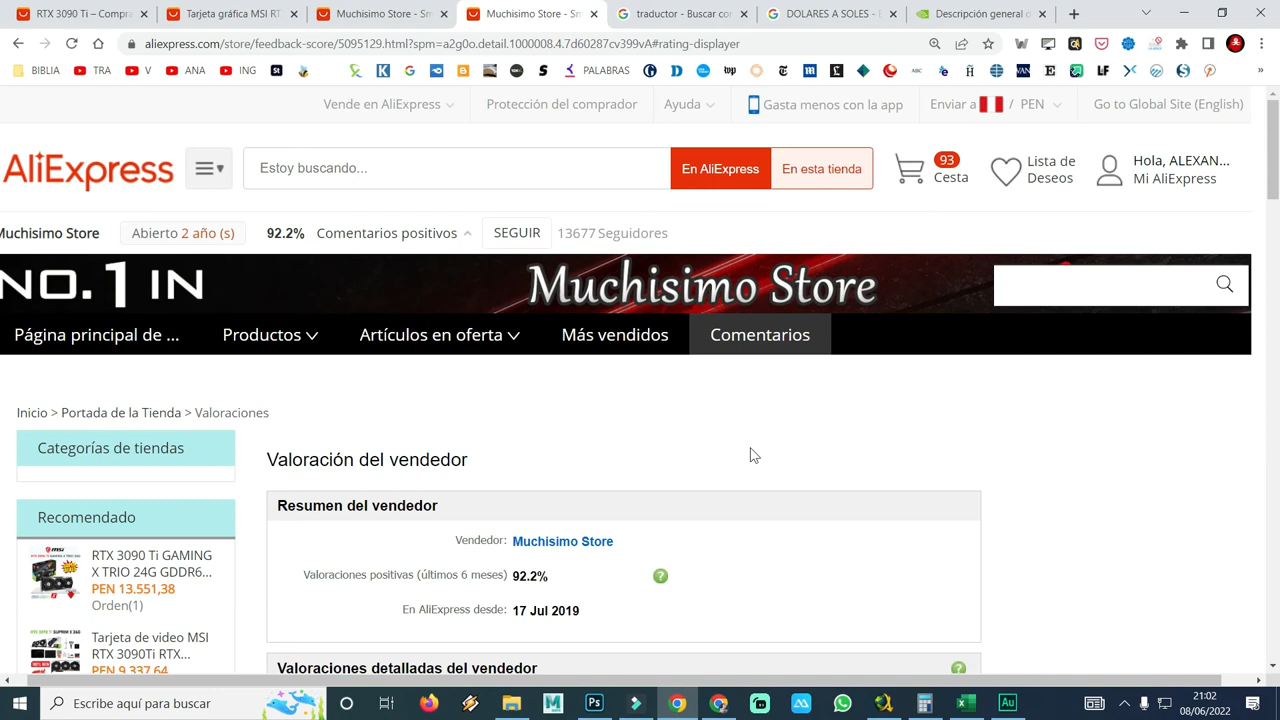 RTX 3090 Ti – Compra
Tarjeta gráfica MSI RT
Muchisimo Store - Sm
Muchisimo Store - Sm
traductor - Buscar con
DOLARES A SOLES - B
Descripción general d
aliexpress.com/store/feedback-score/5095129.html?spm=a2g0o.detail.1000108.4.7d60287cv399vA#rating-displayer
BIBLIA
TRA
V
ANA
ING
PALABRAS
Vende en AliExpress
Protección del comprador
Ayuda
Gasta menos con la app
Enviar a / PEN
Go to Global Site (English)
AliExpress
Estoy buscando...
En AliExpress
En esta tienda
93
Cesta
Lista de
Deseos
Hola, ALEXAN...
Mi AliExpress
Muchisimo Store
Abierto 2 año (s)
92.2% Comentarios positivos
SEGUIR
13677 Seguidores
NO.1 IN
Muchisimo Store
Página principal de ...
Productos
Artículos en oferta
Más vendidos
Comentarios
Inicio > Portada de la Tienda > Valoraciones
Categorías de tiendas
Valoración del vendedor
Resumen del vendedor
Vendedor: Muchisimo Store
Valoraciones positivas (últimos 6 meses) 92.2%
En AliExpress desde: 17 Jul 2019
Valoraciones detalladas del vendedor
Recomendado
RTX 3090 Ti GAMING
X TRIO 24G GDDR6...
PEN 13.551,38
Orden(1)
Tarjeta de video MSI
RTX 3090Ti RTX...
PEN 9.337,64
Escribe aquí para buscar
21:02
08/06/2022